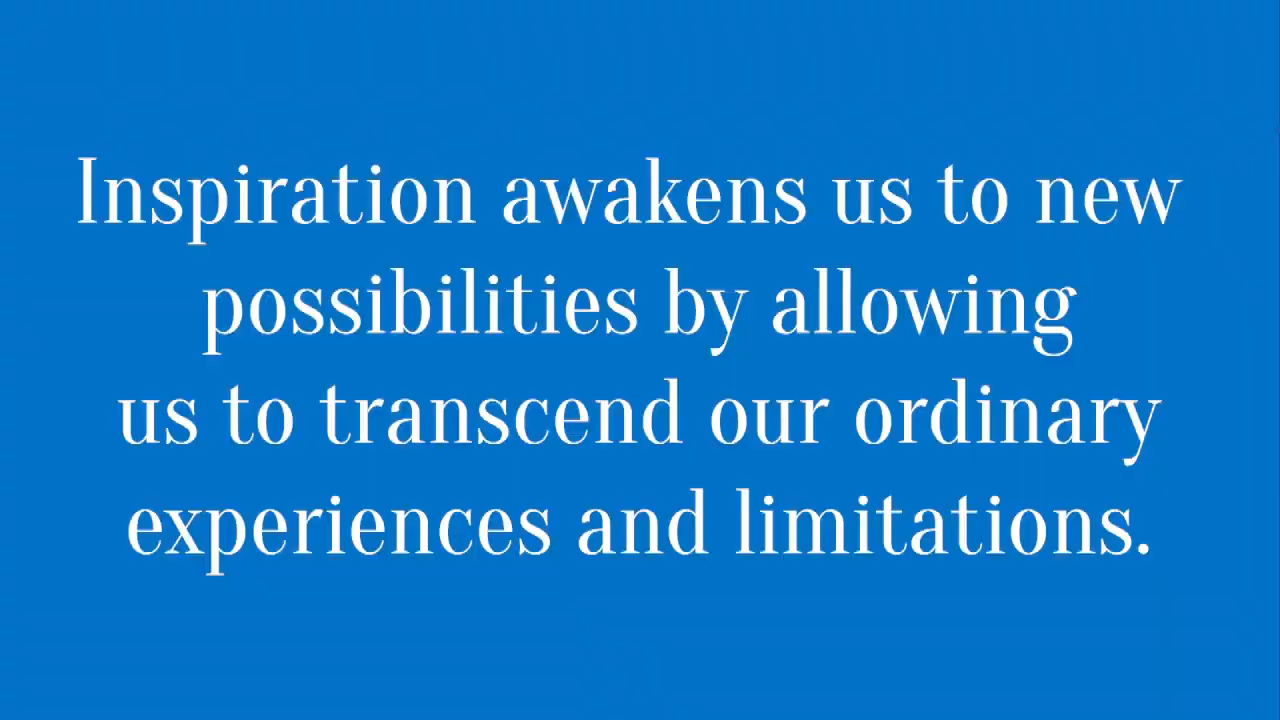 Inspiration awakens us to new
possibilities by allowing
us to transcend our ordinary
experiences and limitations.